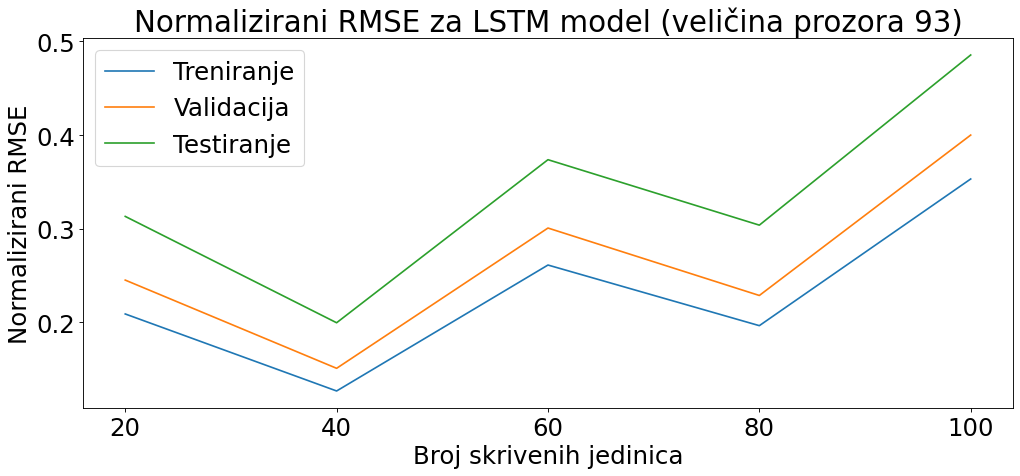 Normalizirani RMSE za LSTM model (veličina prozora 93)
Normalizirani RMSE
0.5
0.4
0.3
0.2
Treniranje
Validacija
Testiranje
20 40 60 80 100
Broj skrivenih jedinica